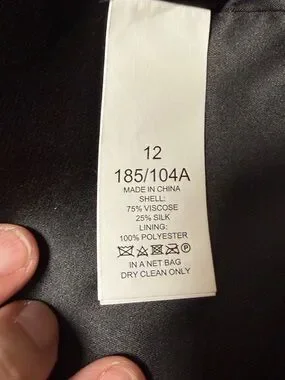 12
185/104A
MADE IN CHINA
SHELL:
75% VISCOSE
25% SILK
LINING:
100% POLYESTER
P
IN A NET BAG
DRY CLEAN ONLY